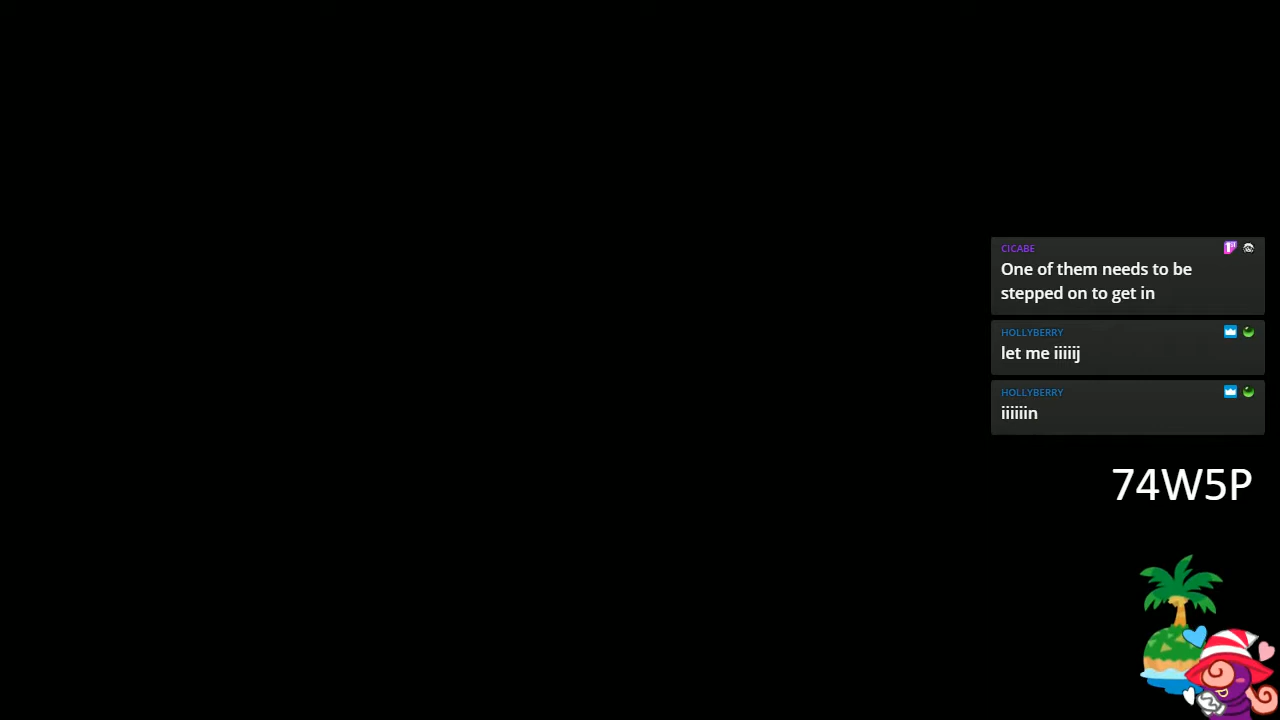 CICABE
One of them needs to be
stepped on to get in
HOLLYBERRY
let me iiiiij
HOLLYBERRY
iiiiiin
74W5P